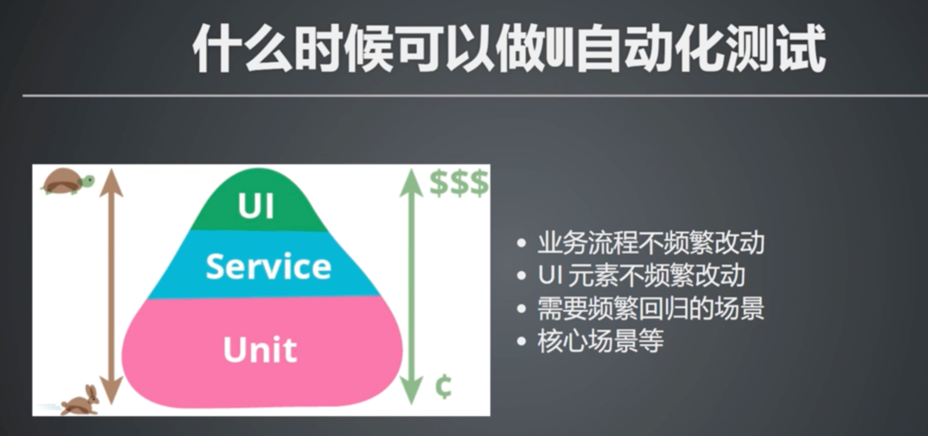 什么时候可以做UI自动化测试
UI
Service
Unit
$$$
¢
业务流程不频繁改动
UI 元素不频繁改动
需要频繁回归的场景
核心场景等